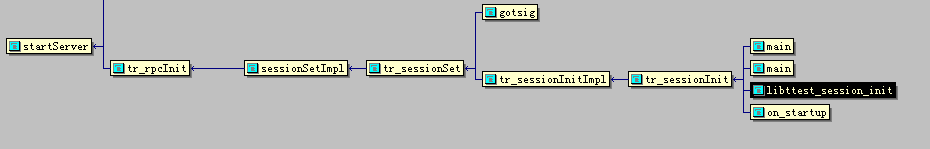 gotsig
startServer
main
tr_rpcInit
sessionSetImpl
tr_sessionSet
main
tr_sessionInitImpl
tr_sessionInit
libttest_session_init
on_startup